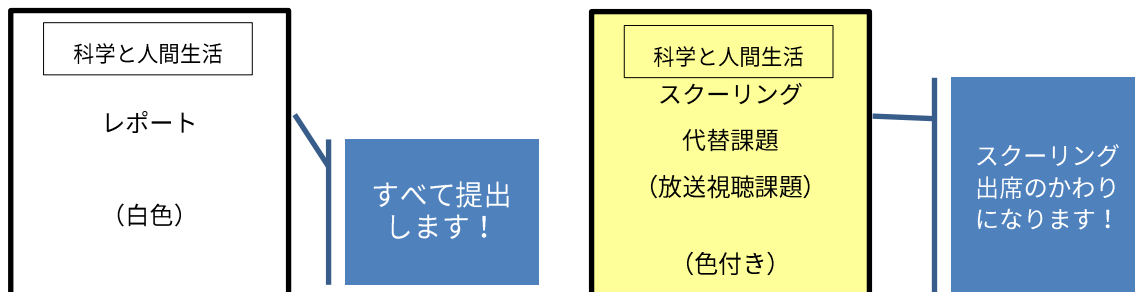 科学と人間生活
レポート
（白色）
すべて提出
します！
科学と人間生活
スクーリング
代替課題
（放送視聴課題）
（色付き）
スクーリング
出席のかわり
になります！